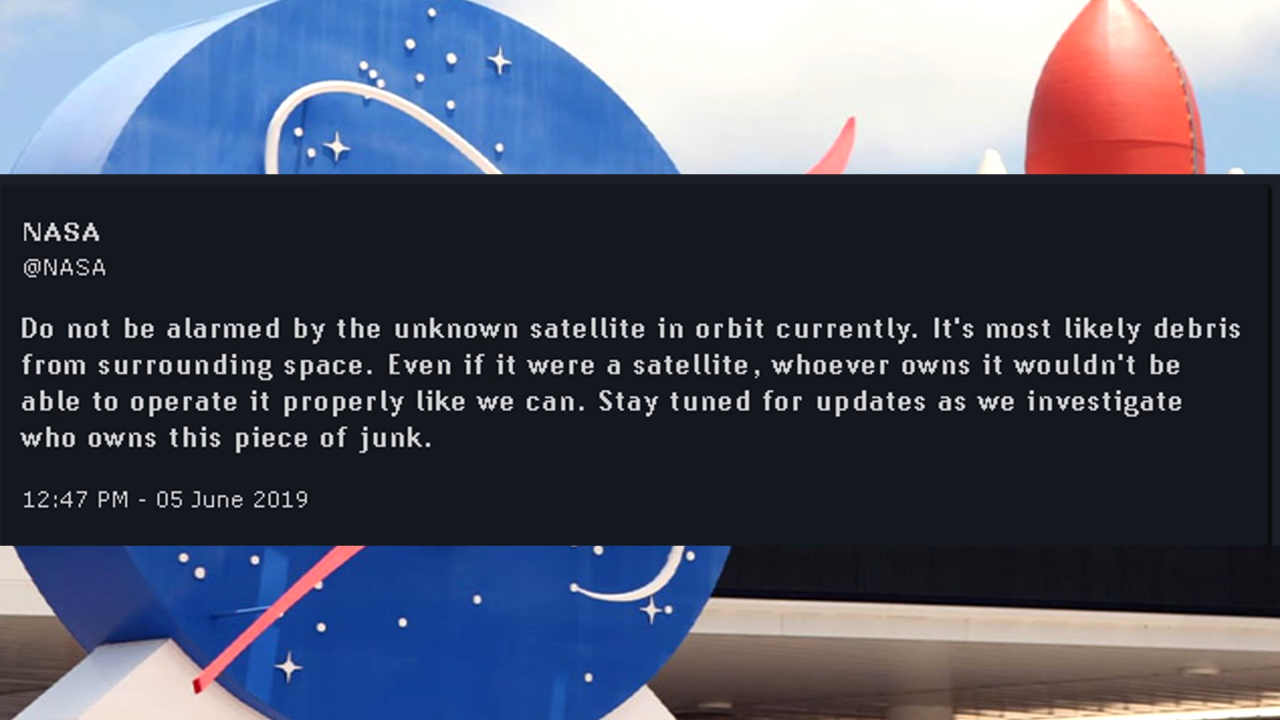 NASA
@NASA
Do not be alarmed by the unknown satellite in orbit currently. It's most likely debris
from surrounding space. Even if it were a satellite, whoever owns it wouldn't be
able to operate it properly like we can. Stay tuned for updates as we investigate
who owns this piece of junk.
12:47 PM - 05 June 2019